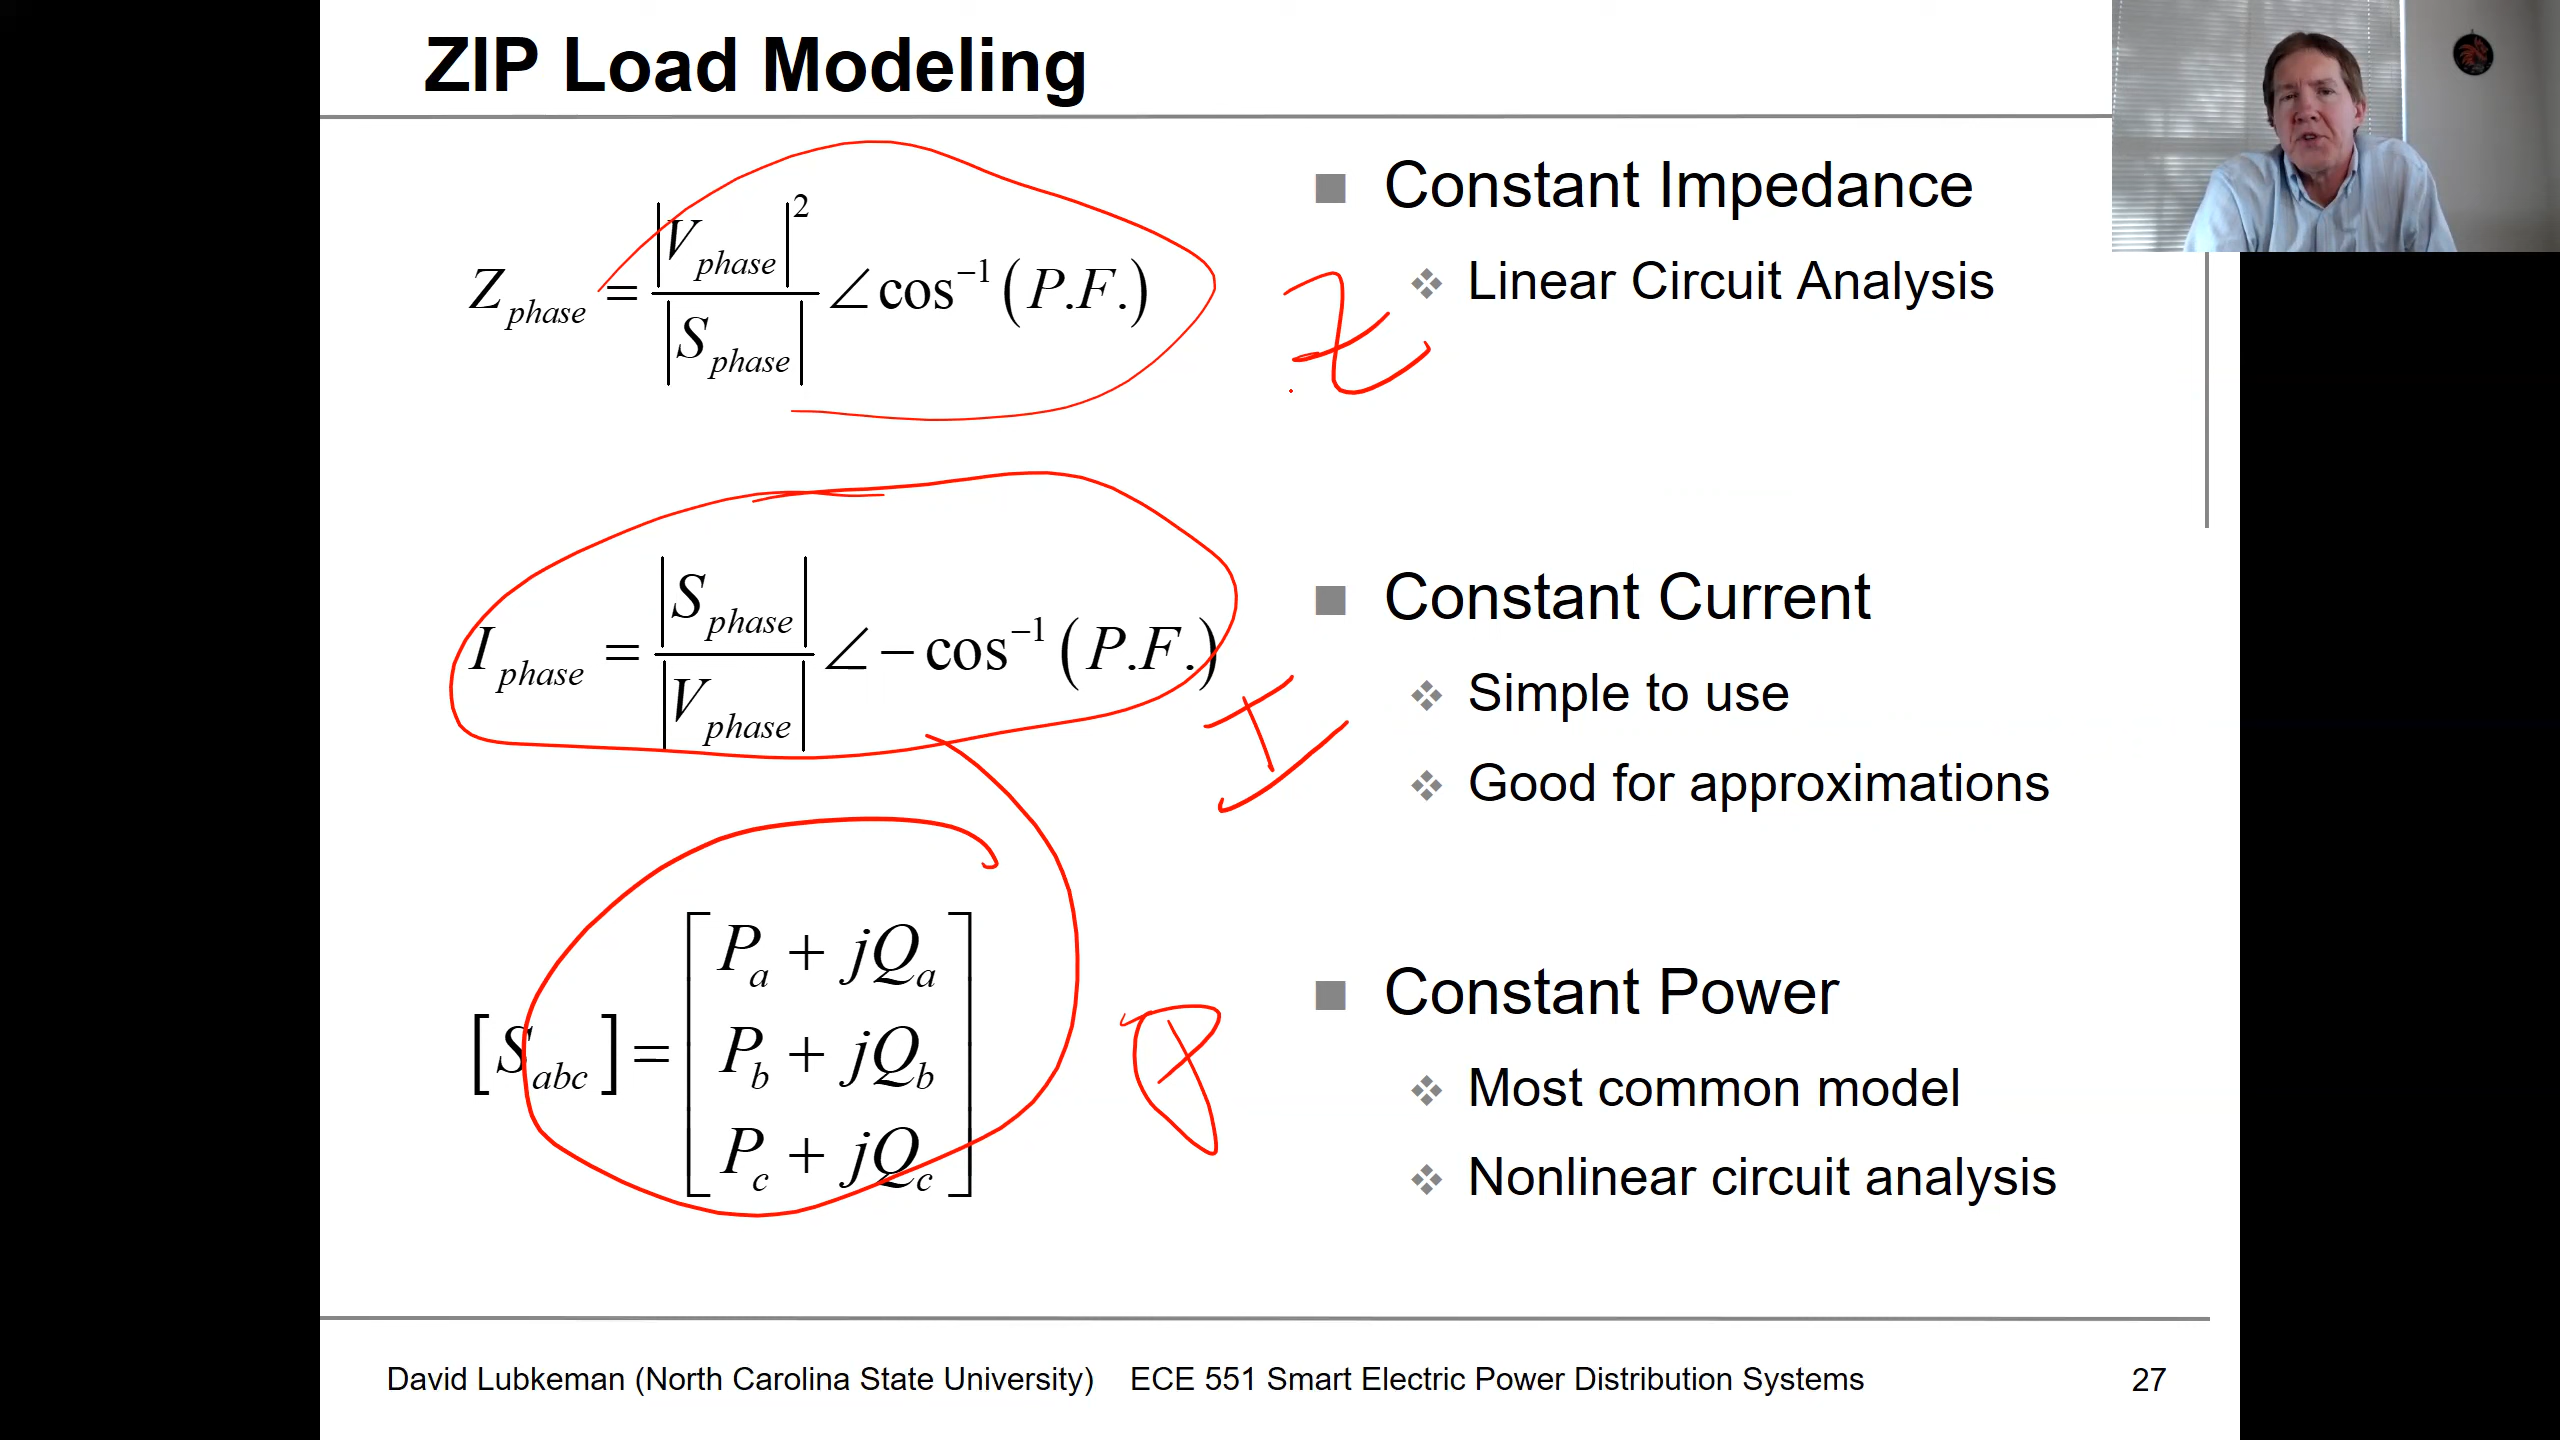 ZIP Load Modeling
Z_phase = |V_phase|^2 / |S_phase| ∠ cos^−1 (P.F.)
■ Constant Impedance
❖ Linear Circuit Analysis
Z
I_phase = |S_phase| / |V_phase| ∠ − cos^−1 (P.F.)
■ Constant Current
❖ Simple to use
❖ Good for approximations
I
[S_abc] = [P_a + jQ_a
P_b + jQ_b
P_c + jQ_c]
■ Constant Power
❖ Most common model
❖ Nonlinear circuit analysis
P
David Lubkeman (North Carolina State University) ECE 551 Smart Electric Power Distribution Systems 27